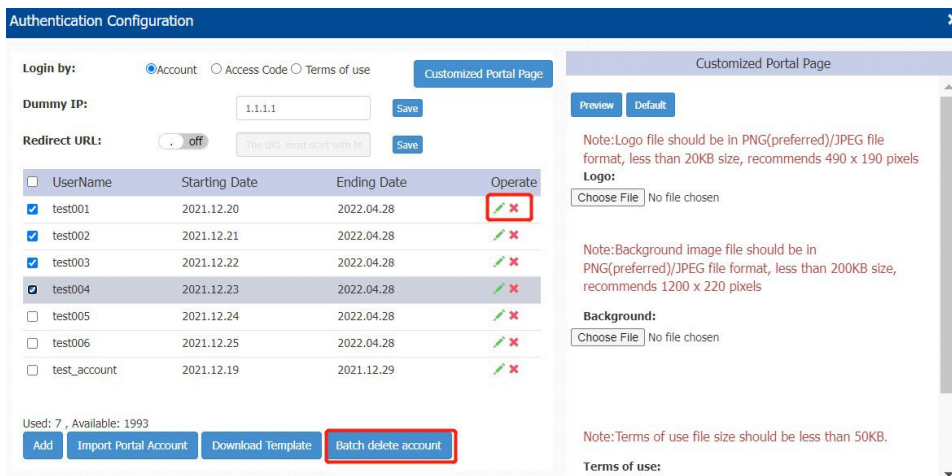 Authentication Configuration
Login by:
Account
Access Code
Terms of use
Customized Portal Page
Dummy IP:
1.1.1.1
Save
Redirect URL:
. off
The URL must start with ht
Save
UserName Starting Date Ending Date Operate
test001 2021.12.20 2022.04.28
test002 2021.12.21 2022.04.28
test003 2021.12.22 2022.04.28
test004 2021.12.23 2022.04.28
test005 2021.12.24 2022.04.28
test006 2021.12.25 2022.04.28
test_account 2021.12.19 2021.12.29
Used: 7 , Available: 1993
Add
Import Portal Account
Download Template
Batch delete account
Customized Portal Page
Preview
Default
Note:Logo file should be in PNG(preferred)/JPEG file
format, less than 20KB size, recommends 490 x 190 pixels
Logo:
Choose File No file chosen
Note:Background image file should be in
PNG(preferred)/JPEG file format, less than 200KB size,
recommends 1200 x 220 pixels
Background:
Choose File No file chosen
Note:Terms of use file size should be less than 50KB.
Terms of use: